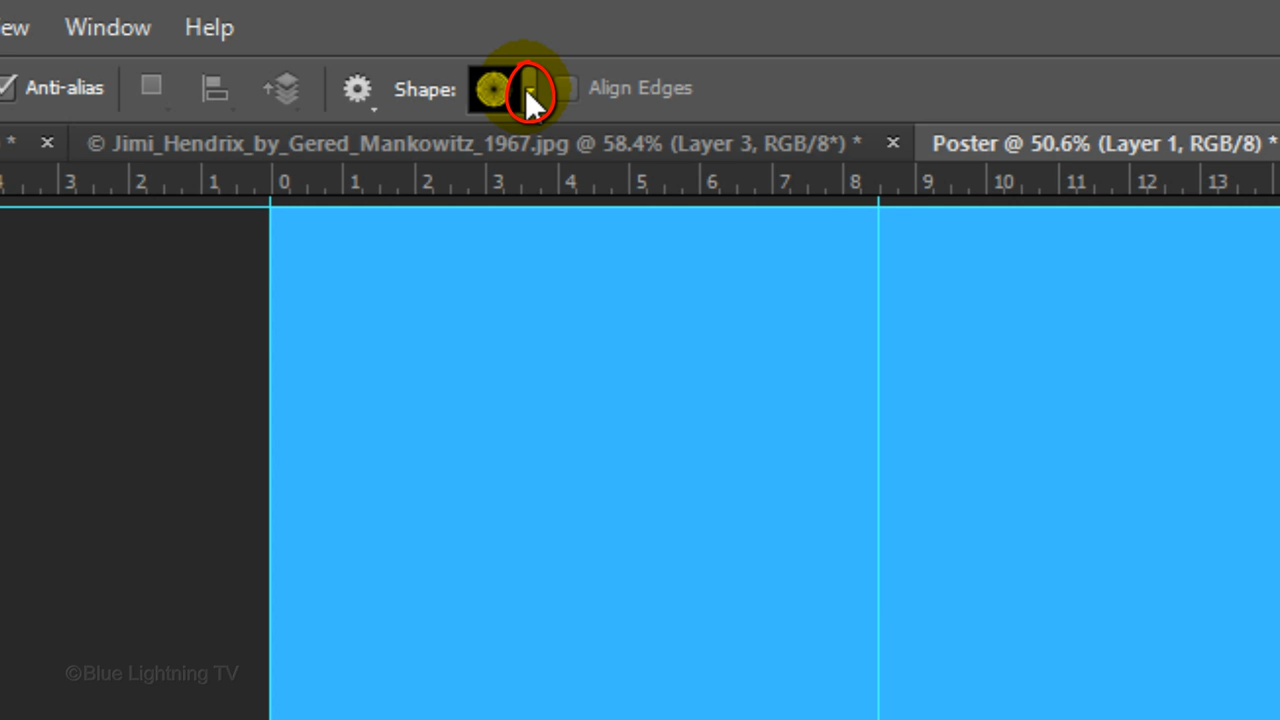 ew Window Help
Anti-alias Shape: Align Edges
* × © Jimi_Hendrix_by_Gered_Mankowitz_1967.jpg @ 58.4% (Layer 3, RGB/8*) * × Poster @ 50.6% (Layer 1, RGB/8) *
4 3 2 1 0 1 2 3 4 5 6 7 8 9 10 11 12 13
©Blue Lightning TV